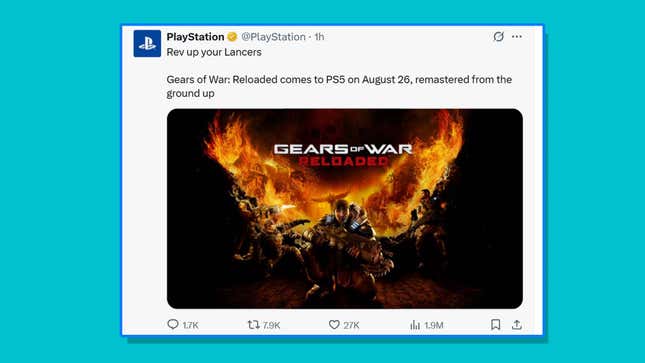 PlayStation @PlayStation · 1h
Rev up your Lancers
Gears of War: Reloaded comes to PS5 on August 26, remastered from the
ground up
GEARS OF WAR
RELOADED
1.7K 7.9K 27K 1.9M